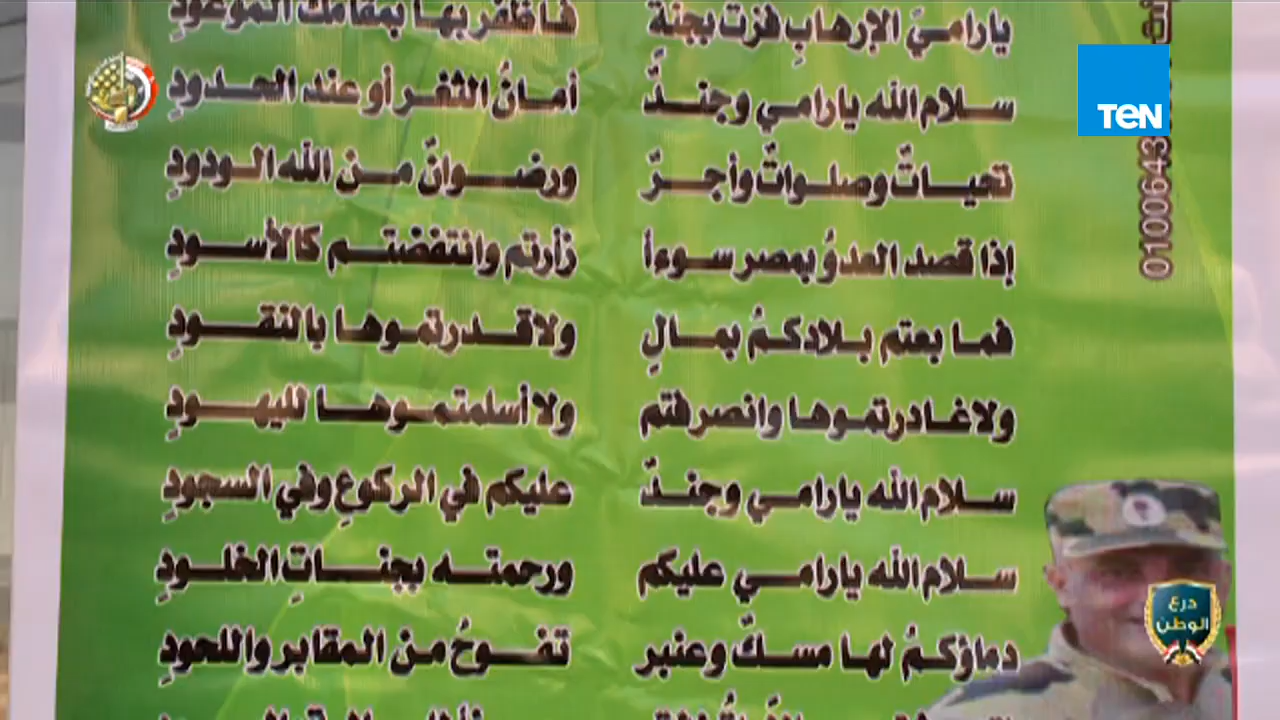 يا رامي الإرهاب فزت بجنة فاظفر بها بمقامك الموعود
سلام الله يا رامي وجندٌ أمانُ الثغر أو عند الحدودِ
تحياتٌ وصلواتٌ وأجرٌ ورضوانٌ من الله الودودِ
إذا قصد العدوُ بمصر سوءاً زأرتم وانتفضتم كالأسودِ
فما بعتم بلادكمُ بمالِ ولا قدرتموها بالنقودِ
ولا غادرتموها وانصرفتم ولا أسلمتموها لليهودِ
سلام الله يا رامي وجندٌ عليكم في الركوعِ وفي السجودِ
سلام الله يا رامي عليكم ورحمته بجناتِ الخلودِ
دماؤكمُ لها مسكٌ وعنبر تفوحُ من المقابر واللحودِ
TEN
0100643
درع
الوطن